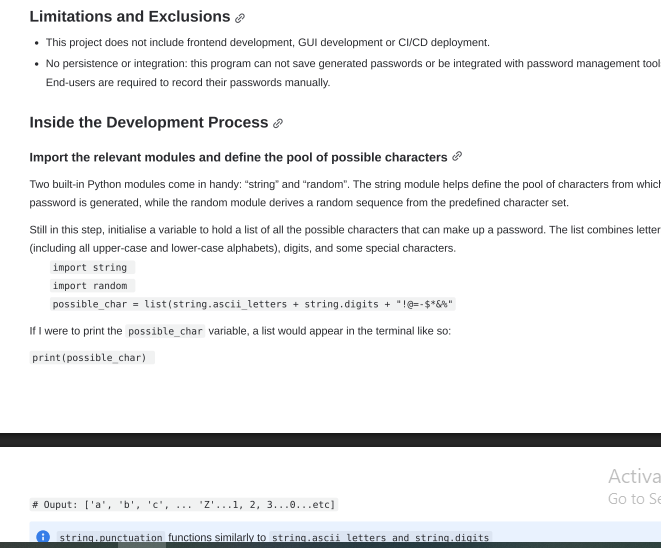 Limitations and Exclusions
This project does not include frontend development, GUI development or CI/CD deployment.
No persistence or integration: this program can not save generated passwords or be integrated with password management tool
End-users are required to record their passwords manually.
Inside the Development Process
Import the relevant modules and define the pool of possible characters
Two built-in Python modules come in handy: “string” and “random”. The string module helps define the pool of characters from which
password is generated, while the random module derives a random sequence from the predefined character set.
Still in this step, initialise a variable to hold a list of all the possible characters that can make up a password. The list combines letter
(including all upper-case and lower-case alphabets), digits, and some special characters.
import string
import random
possible_char = list(string.ascii_letters + string.digits + "!@=-$*&%"
If I were to print the possible_char variable, a list would appear in the terminal like so:
print(possible_char)
Activa
Go to Se
# Ouput: ['a', 'b', 'c', ... 'Z'...1, 2, 3...0...etc]
string.punctuation functions similarly to string.ascii_letters and string.digits